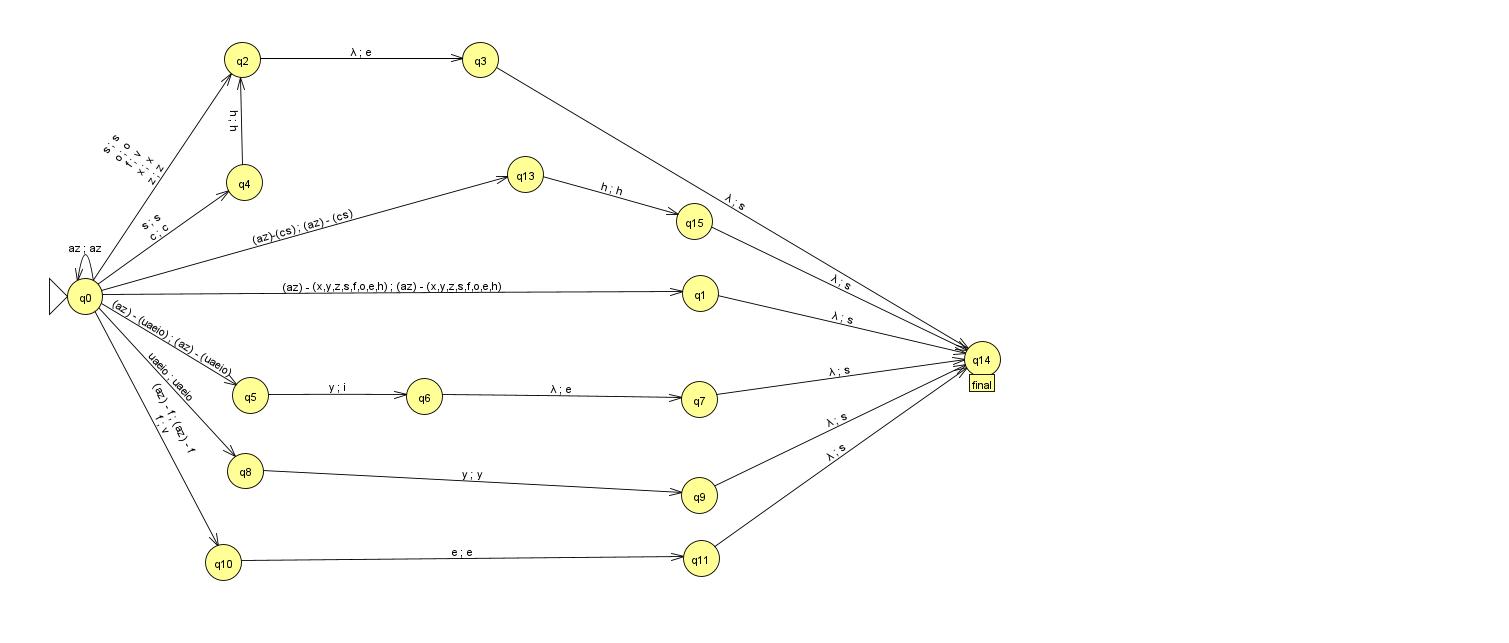 q2
λ ; e
q3
s ; s
o ; o
f ; v
x ; x
z ; z
h ; h
q4
q13
h ; h
λ ; s
s ; s
c ; c
(az)-(cs) ; (az) - (cs)
q15
az ; az
λ ; s
q0
(az) - (x,y,z,s,f,o,e,h) ; (az) - (x,y,z,s,f,o,e,h)
q1
λ ; s
(az) - (uaeio) ; (az) - (uaeio)
q14
final
uaeio ; uaeio
q5
y ; i
q6
λ ; e
q7
λ ; s
(az) - f ; (az) - f
f ; v
λ ; s
q8
y ; y
q9
λ ; s
q10
e ; e
q11